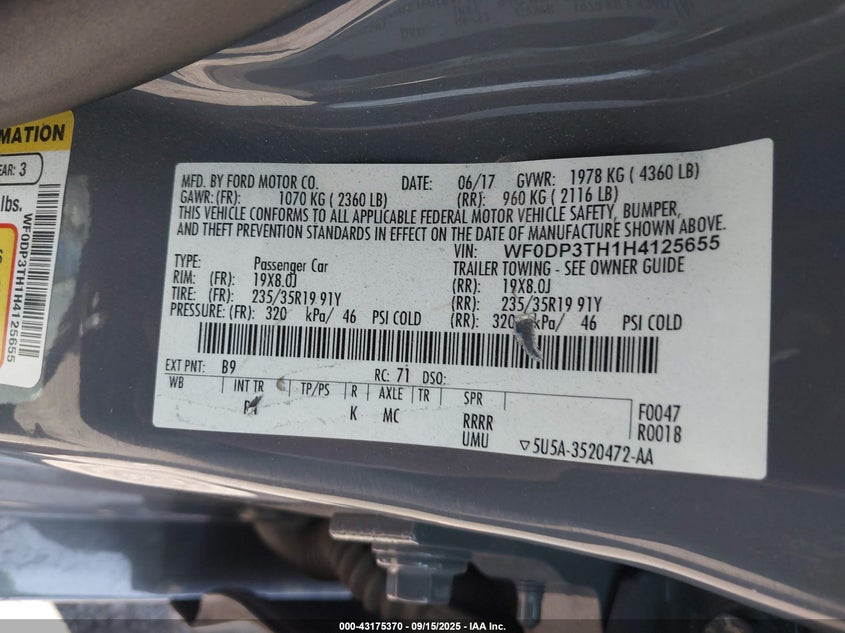 MATION
EAR: 3
lbs.
WF0DP3TH1H4125655
MFD. BY FORD MOTOR CO. DATE: 06/17 GVWR: 1978 KG ( 4360 LB)
GAWR: (FR): 1070 KG ( 2360 LB) (RR): 960 KG ( 2116 LB)
THIS VEHICLE CONFORMS TO ALL APPLICABLE FEDERAL MOTOR VEHICLE SAFETY, BUMPER,
AND THEFT PREVENTION STANDARDS IN EFFECT ON THE DATE OF MANUFACTURE SHOWN ABOVE.
VIN: WF0DP3TH1H4125655
TYPE: Passenger Car TRAILER TOWING - SEE OWNER GUIDE
RIM: (FR): 19X8.0J (RR): 19X8.0J
TIRE: (FR): 235/35R19 91Y (RR): 235/35R19 91Y
PRESSURE: (FR): 320 kPa/ 46 PSI COLD (RR): 320 kPa/ 46 PSI COLD
EXT PNT: B9 RC: 71 DSO:
WB INT TR TP/PS R AXLE TR SPR
K MC RRRR F0047
UMU R0018
5U5A-3520472-AA
000-43175370 - 09/15/2025 - IAA Inc.